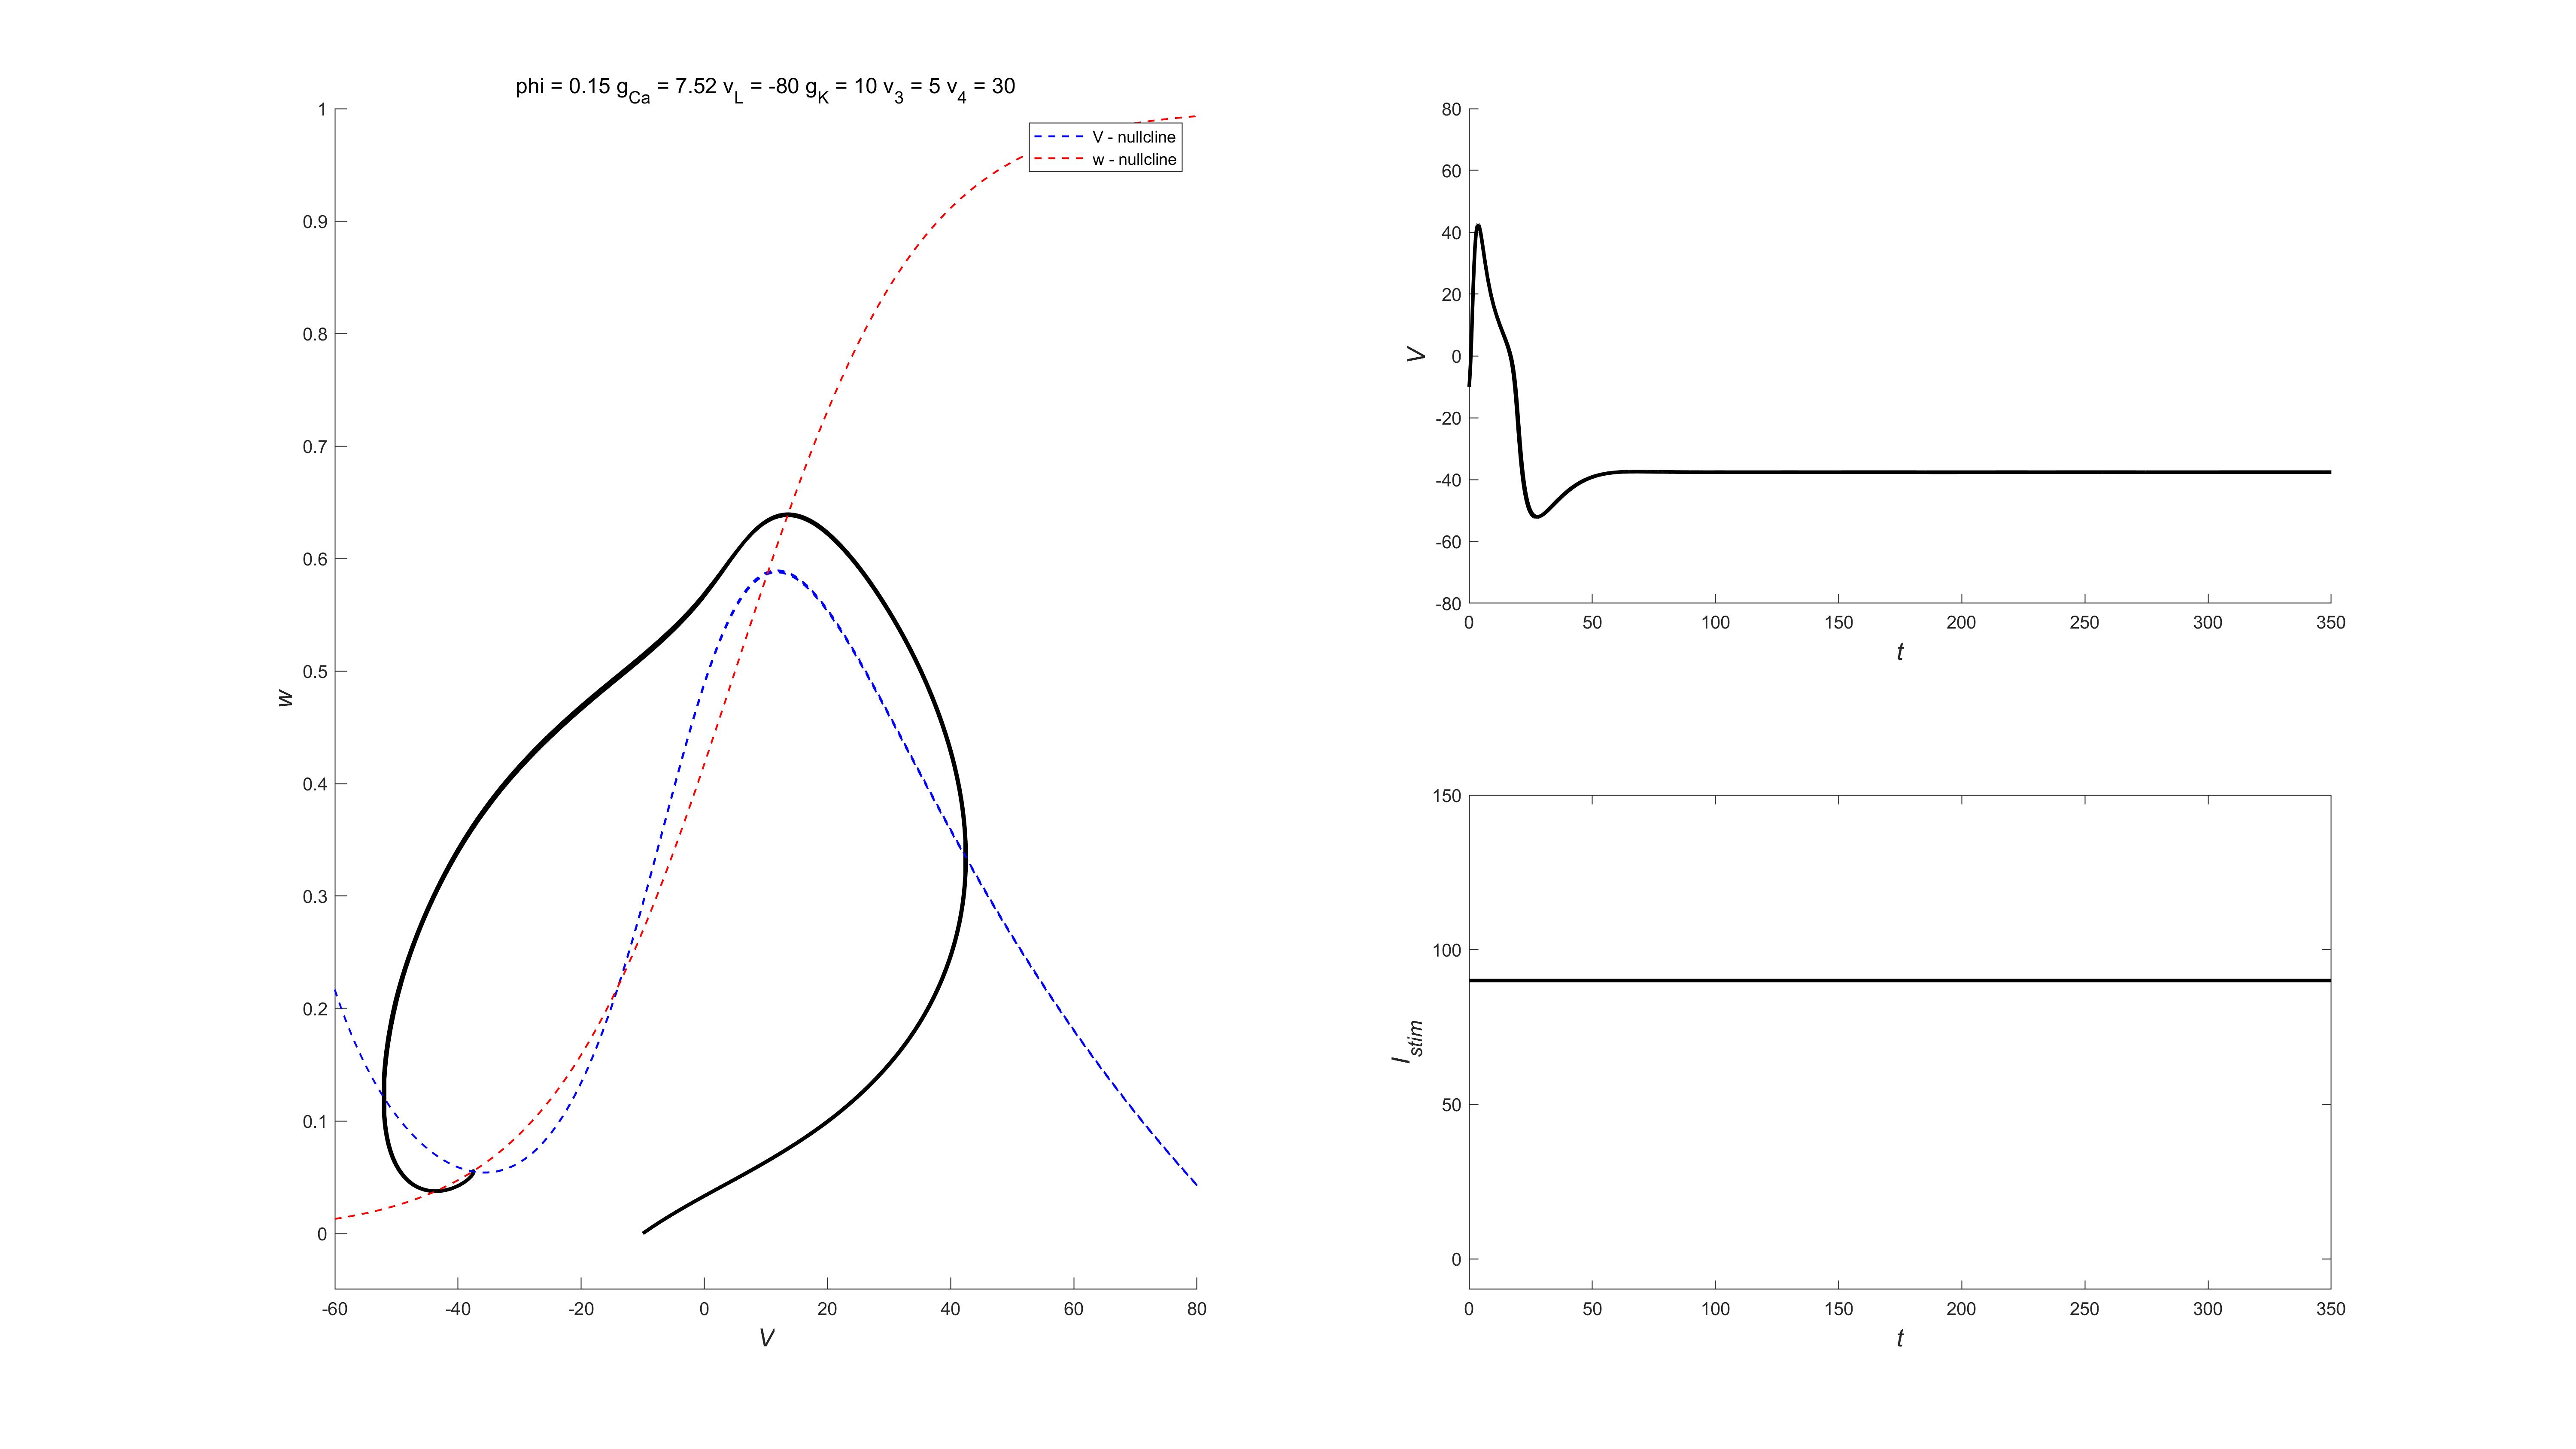 phi = 0.15 g_Ca = 7.52 v_L = -80 g_K = 10 v_3 = 5 v_4 = 30
V - nullcline
w - nullcline
1
0.9
0.8
0.7
0.6
0.5
0.4
0.3
0.2
0.1
0
w
-60 -40 -20 0 20 40 60 80
V
80
60
40
20
0
-20
-40
-60
-80
V
0 50 100 150 200 250 300 350
t
150
100
50
0
I_stim
0 50 100 150 200 250 300 350
t